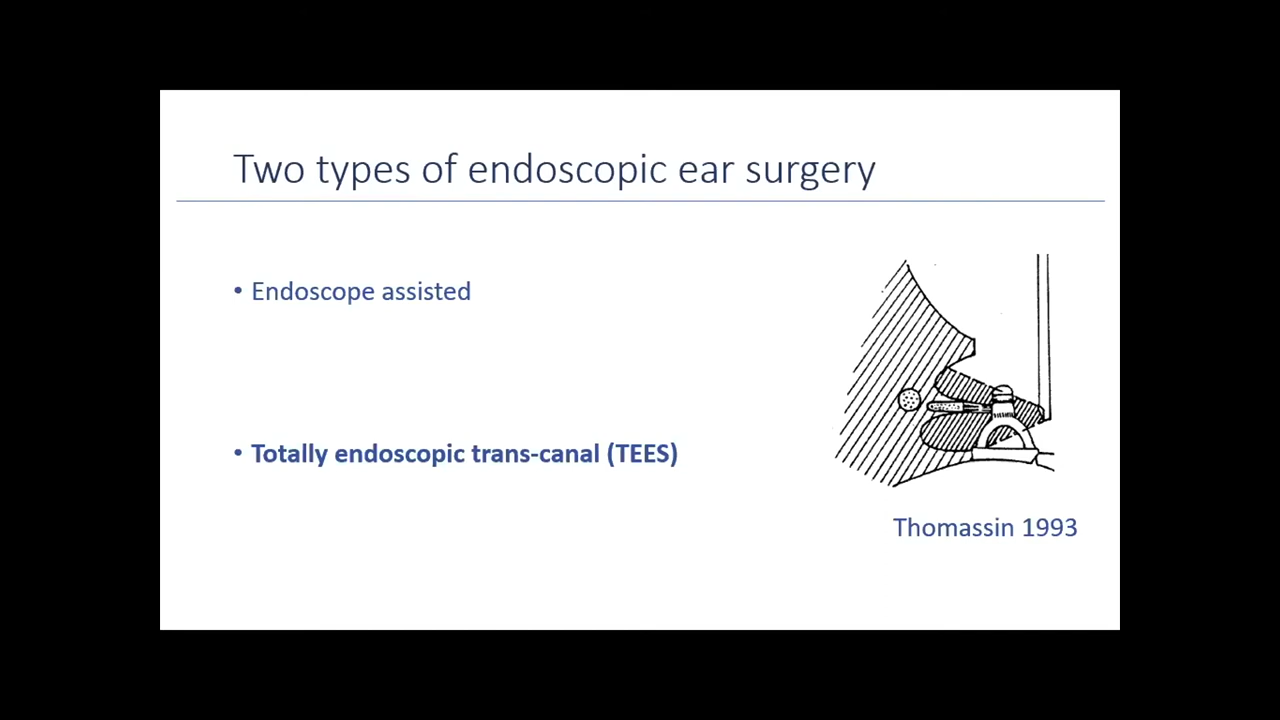 Two types of endoscopic ear surgery
• Endoscope assisted
• Totally endoscopic trans-canal (TEES)
Thomassin 1993